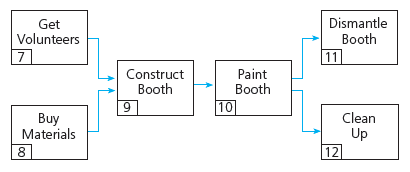 Get
Volunteers
7
Buy
Materials
8
Construct
Booth
9
Paint
Booth
10
Dismantle
Booth
11
Clean
Up
12